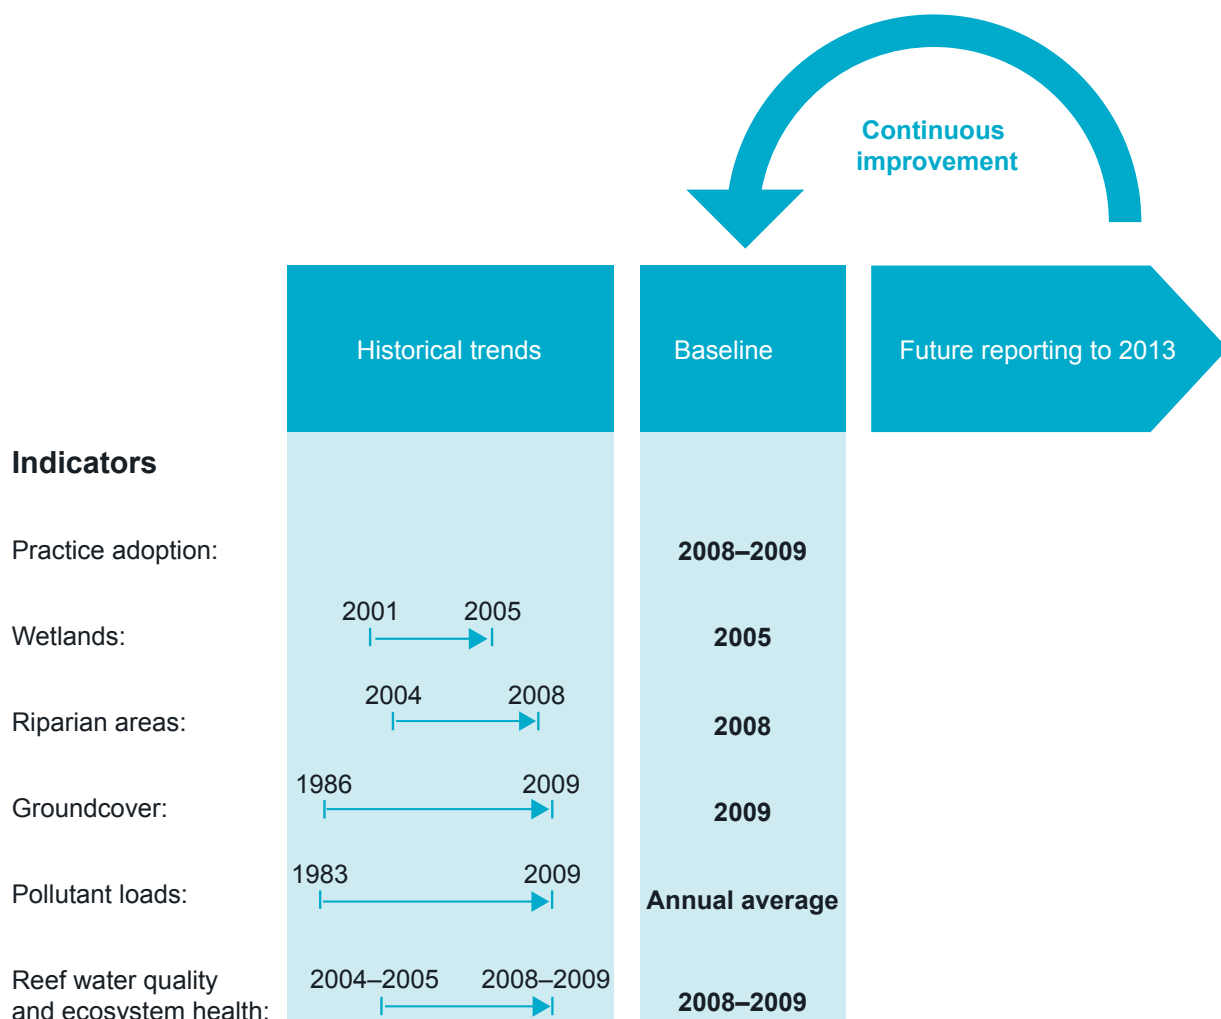 Continuous
improvement
Historical trends
Baseline
Future reporting to 2013
Indicators
Practice adoption:
2008–2009
Wetlands:
2001
2005
2005
Riparian areas:
2004
2008
2008
Groundcover:
1986
2009
2009
Pollutant loads:
1983
2009
Annual average
Reef water quality
and ecosystem health:
2004–2005
2008–2009
2008–2009